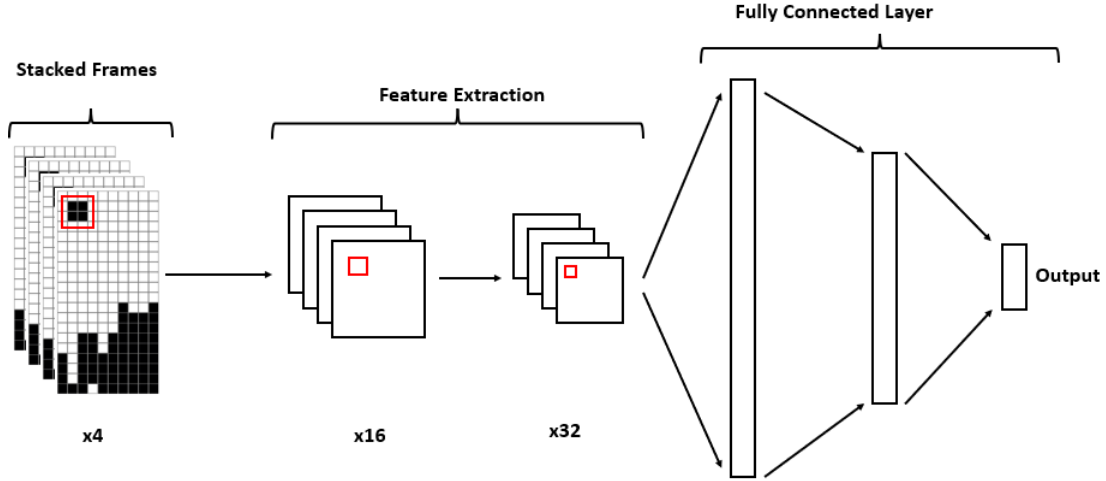 Fully Connected Layer
Stacked Frames
Feature Extraction
Output
x4
x16
x32